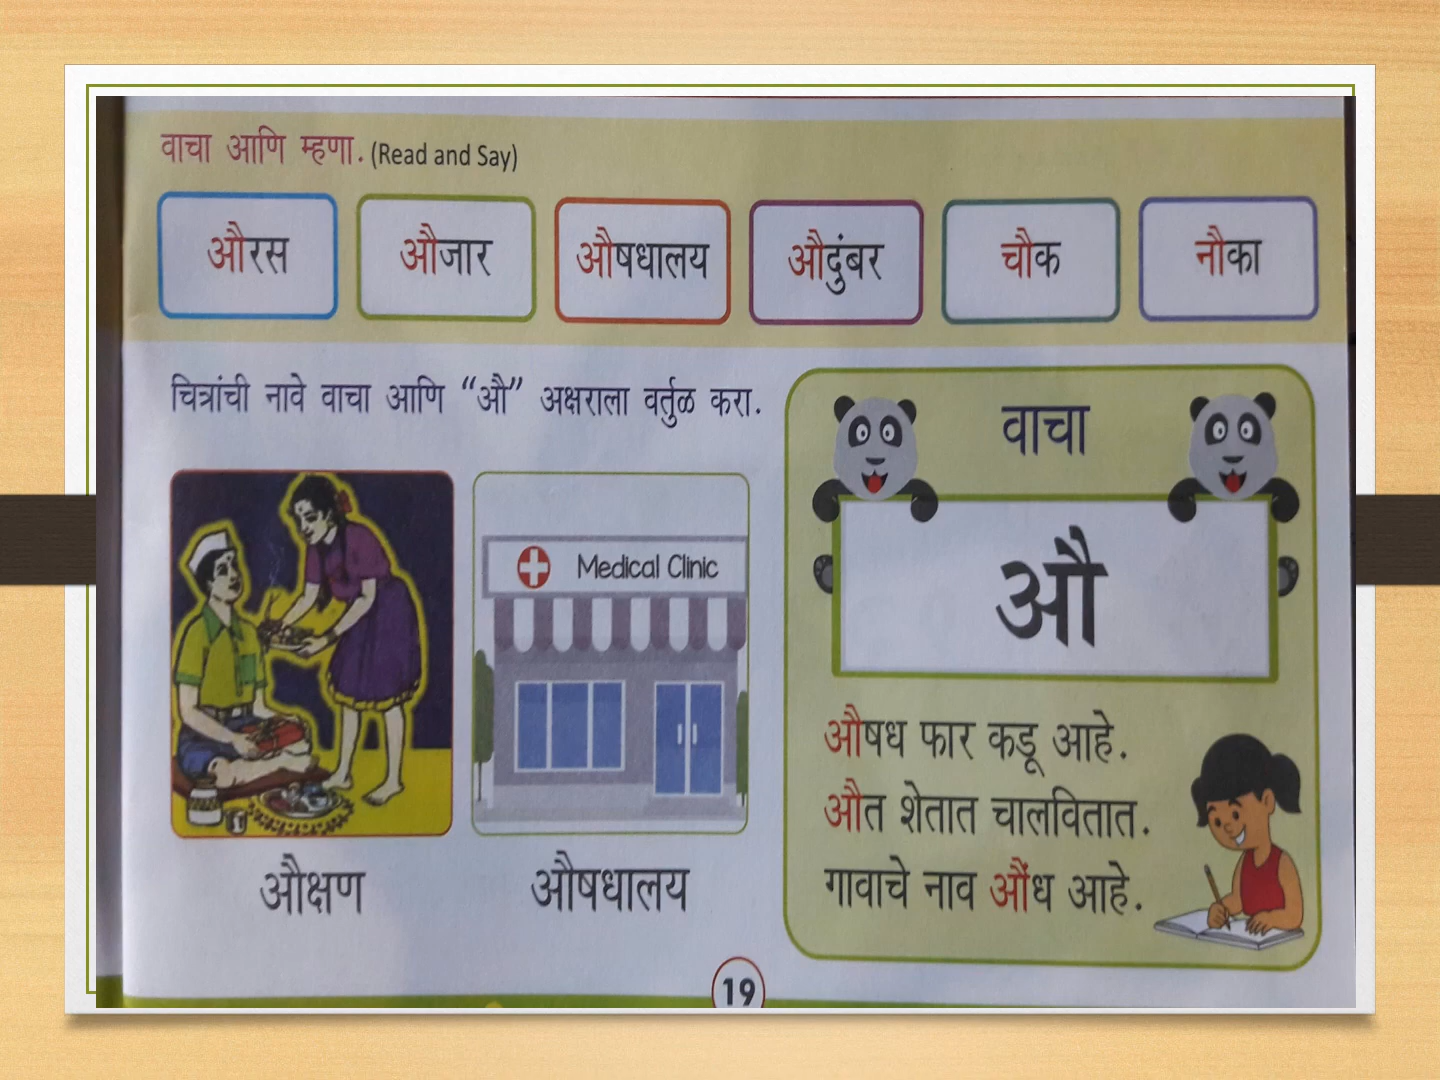 वाचा आणि म्हणा. (Read and Say)
औरस औजार औषधालय औदुंबर चौक नौका
चित्रांची नावे वाचा आणि “औ” अक्षराला वर्तुळ करा.
Medical Clinic
औक्षण औषधालय
वाचा
औ
औषध फार कडू आहे.
औत शेतात चालवितात.
गावाचे नाव औंध आहे.
19